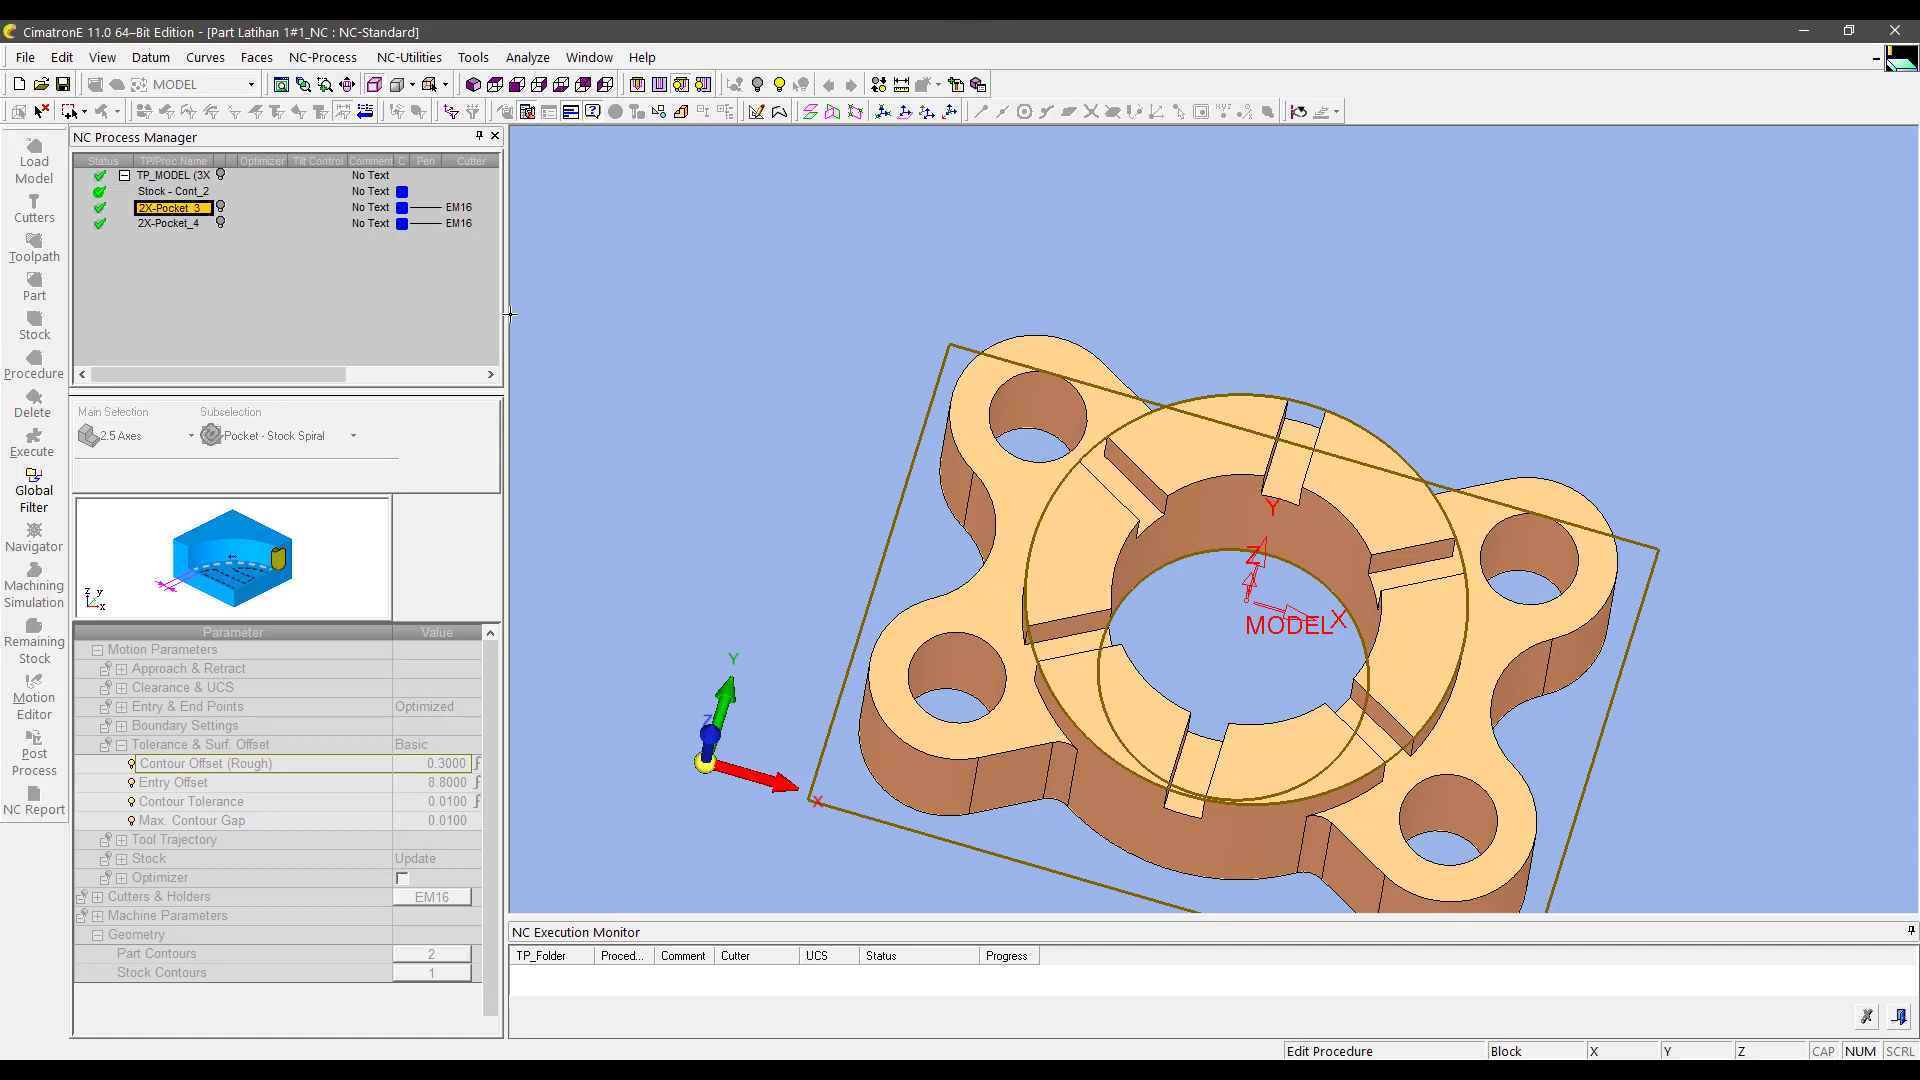 CimatronE 11.0 64-Bit Edition - [Part Latihan 1#1_NC : NC-Standard]
File Edit View Datum Curves Faces NC-Process NC-Utilities Tools Analyze Window Help
MODEL
NC Process Manager
Status TP/Proc Name Optimizer Tilt Control Comment C Pen Cutter
TP_MODEL (3X No Text
Stock - Cont_2 No Text
2X-Pocket_3 No Text EM16
2X-Pocket_4 No Text EM16
Load Model
Cutters
Toolpath
Part
Stock
Procedure
Delete
Execute
Global Filter
Navigator
Machining Simulation
Remaining Stock
Motion Editor
Post Process
NC Report
Main Selection Subselection
2.5 Axes Pocket - Stock Spiral
Z Y
X
Parameter Value
Motion Parameters
Approach & Retract
Clearance & UCS
Entry & End Points Optimized
Boundary Settings
Tolerance & Surf. Offset Basic
Contour Offset (Rough) 0.3000 f
Entry Offset 8.8000 f
Contour Tolerance 0.0100 f
Max. Contour Gap 0.0100
Tool Trajectory
Stock Update
Optimizer
Cutters & Holders EM16
Machine Parameters
Geometry
Part Contours 2
Stock Contours 1
Y
Z
MODEL X
Y
Z
X
NC Execution Monitor
TP_Folder Proced... Comment Cutter UCS Status Progress
Edit Procedure Block X Y Z CAP NUM SCRL